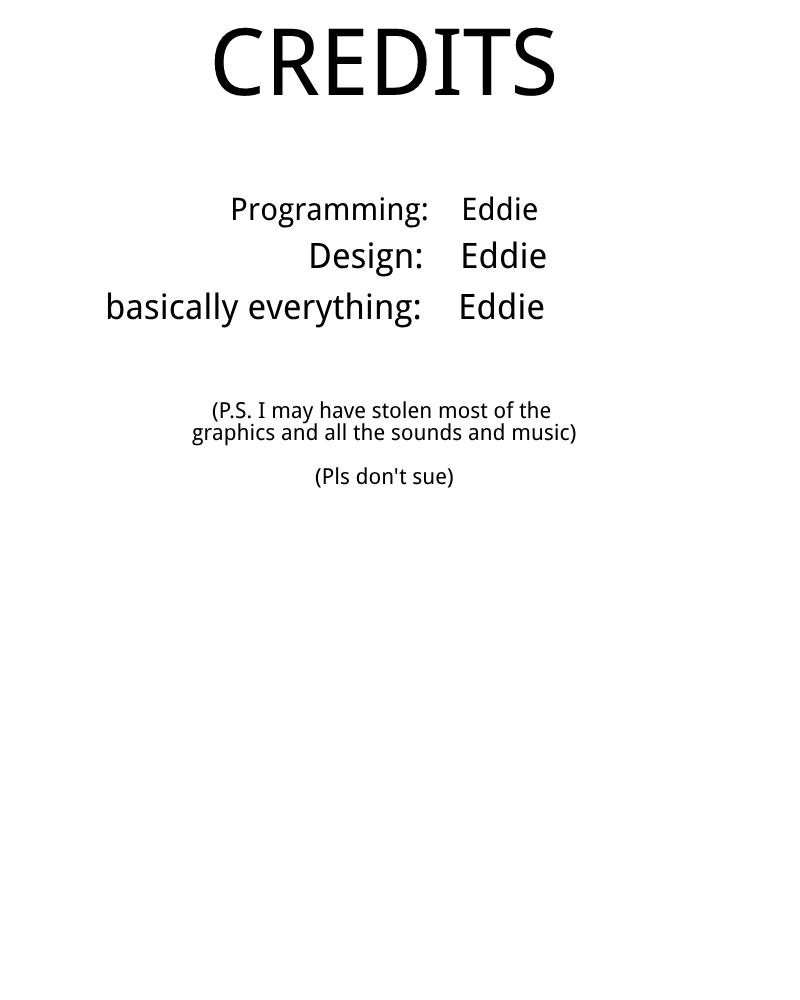 CREDITS
Programming: Eddie
Design: Eddie
basically everything: Eddie
(P.S. I may have stolen most of the
graphics and all the sounds and music)
(Pls don't sue)